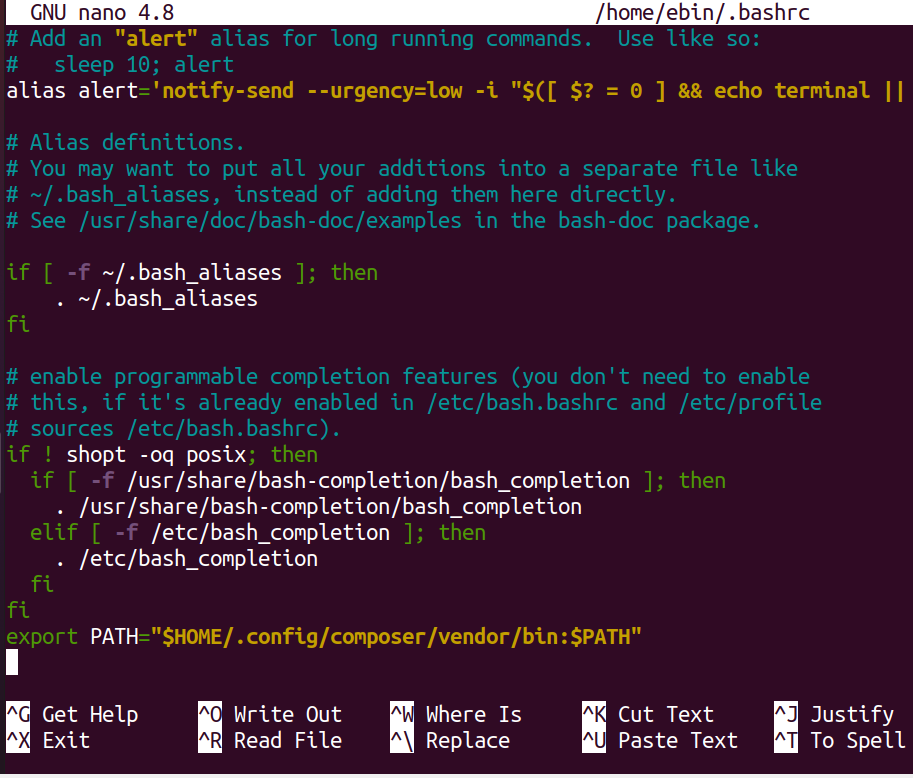 GNU nano 4.8 /home/ebin/.bashrc
# Add an "alert" alias for long running commands.  Use like so:
#   sleep 10; alert
alias alert='notify-send --urgency=low -i "$([ $? = 0 ] && echo terminal ||

# Alias definitions.
# You may want to put all your additions into a separate file like
# ~/.bash_aliases, instead of adding them here directly.
# See /usr/share/doc/bash-doc/examples in the bash-doc package.

if [ -f ~/.bash_aliases ]; then
    . ~/.bash_aliases
fi

# enable programmable completion features (you don't need to enable
# this, if it's already enabled in /etc/bash.bashrc and /etc/profile
# sources /etc/bash.bashrc).
if ! shopt -oq posix; then
  if [ -f /usr/share/bash-completion/bash_completion ]; then
    . /usr/share/bash-completion/bash_completion
  elif [ -f /etc/bash_completion ]; then
    . /etc/bash_completion
  fi
fi
export PATH="$HOME/.config/composer/vendor/bin:$PATH"

^G Get Help ^O Write Out ^W Where Is ^K Cut Text ^J Justify
^X Exit ^R Read File ^\ Replace ^U Paste Text ^T To Spell